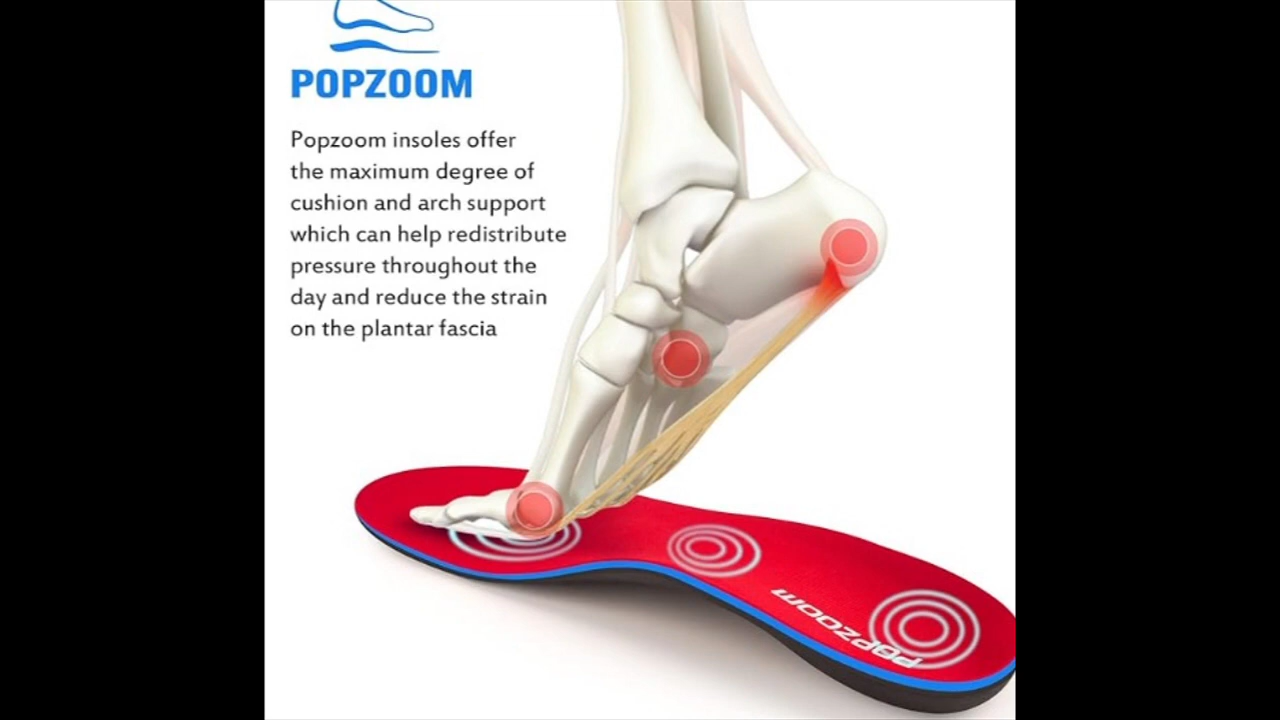 POPZOOM
Popzoom insoles offer
the maximum degree of
cushion and arch support
which can help redistribute
pressure throughout the
day and reduce the strain
on the plantar fascia
POPZOOM